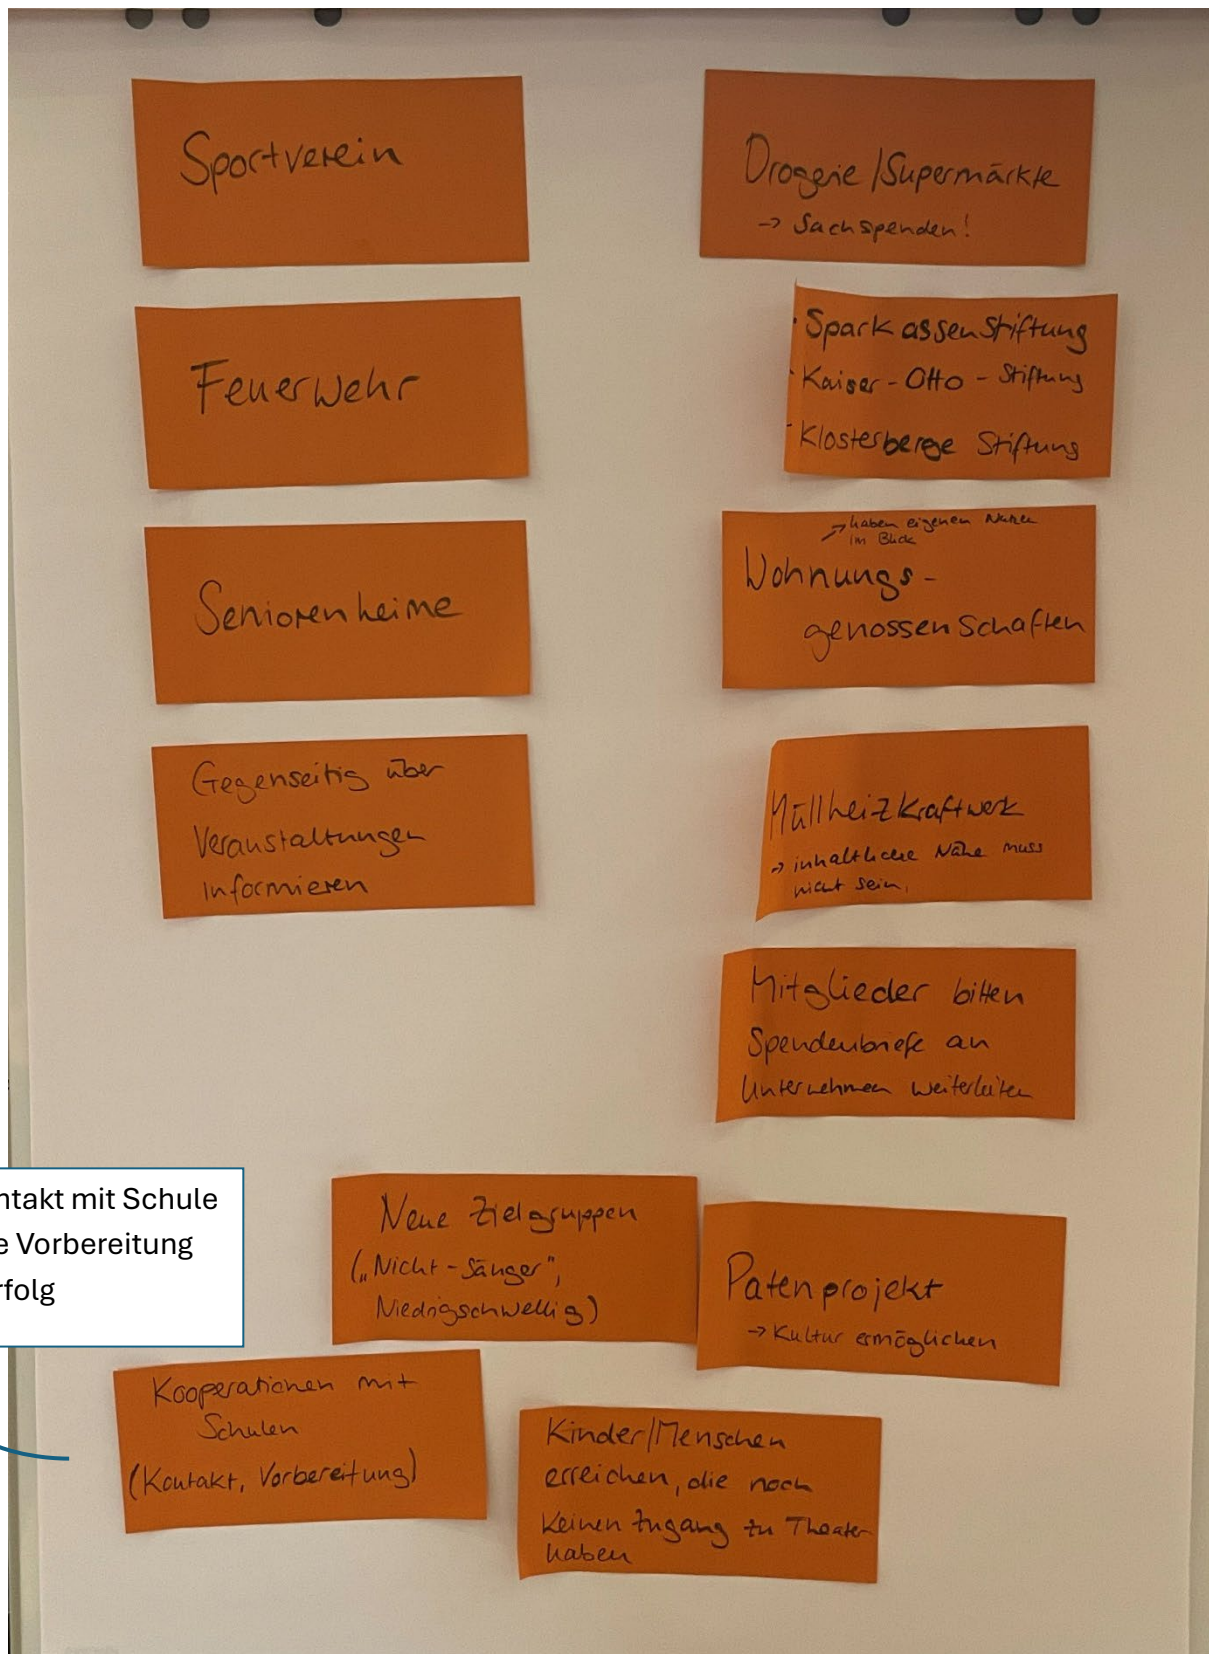 Sportverein
Feuerwehr
Seniorenheime
Gegenseitig über
Veranstaltungen
informieren
Drogerie/Supermärkte
→ Sachspenden!
· Sparkassenstiftung
· Kaiser-Otto-Stiftung
- Klosterberge Stiftung
→ haben eigenen Nutzen
im Blick
Wohnungs-
genossenschaften
Müllheizkraftwerk
→ inhaltliche Nähe muss
nicht sein.
Mitglieder bitten
Spendenbriefe an
Unternehmen weiterleiten
ntakt mit Schule
e Vorbereitung
rfolg
Neue Zielgruppen
(„Nicht-Sänger",
Niedrigschwellig)
Patenprojekt
→ Kultur ermöglichen
Kooperationen mit
Schulen
(Kontakt, Vorbereitung)
Kinder/Menschen
erreichen, die noch
keinen Zugang zu Theater
haben